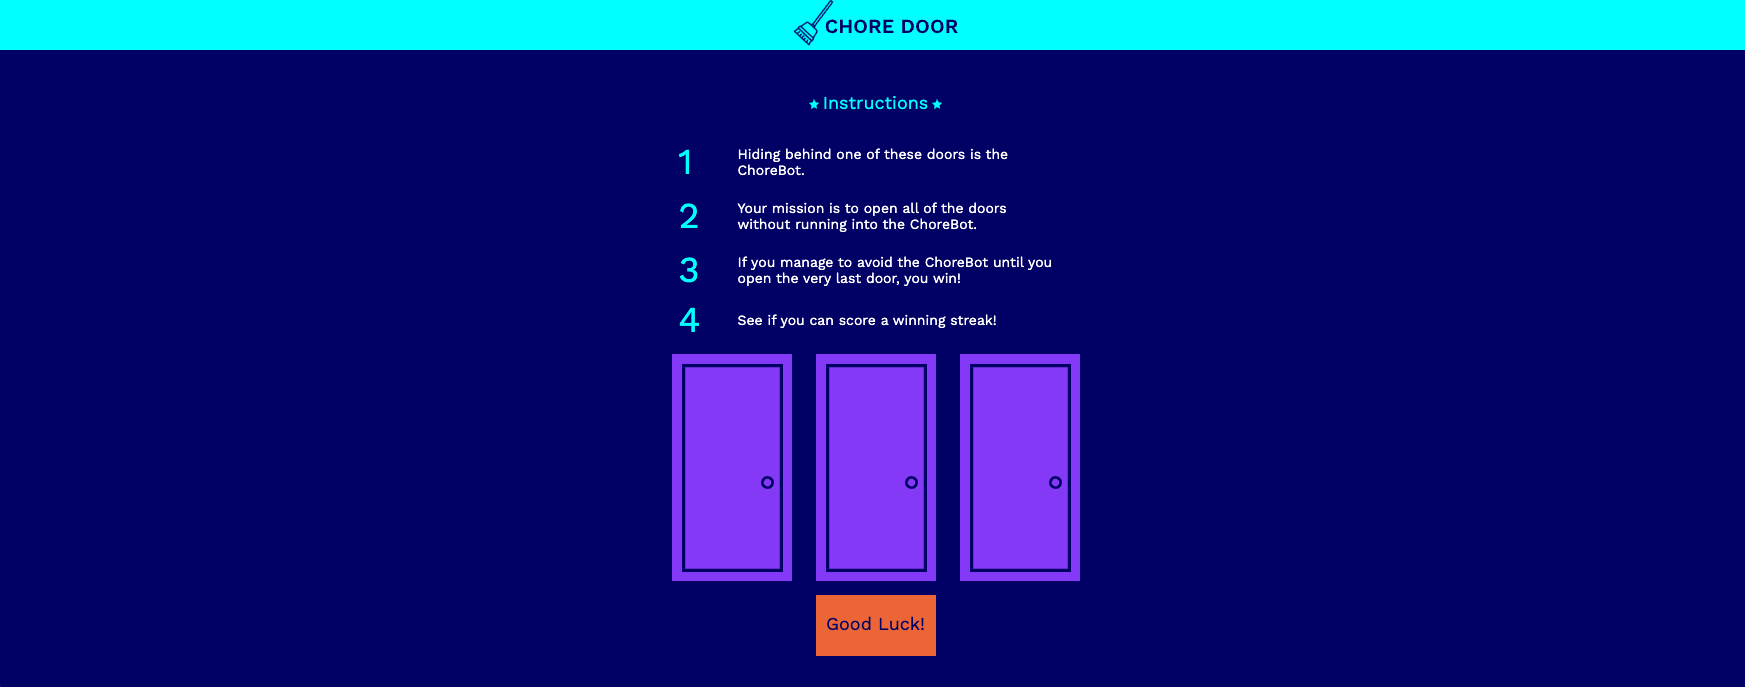 CHORE DOOR
Instructions
1
Hiding behind one of these doors is the
ChoreBot.
2
Your mission is to open all of the doors
without running into the ChoreBot.
3
If you manage to avoid the ChoreBot until you
open the very last door, you win!
4
See if you can score a winning streak!
Good Luck!